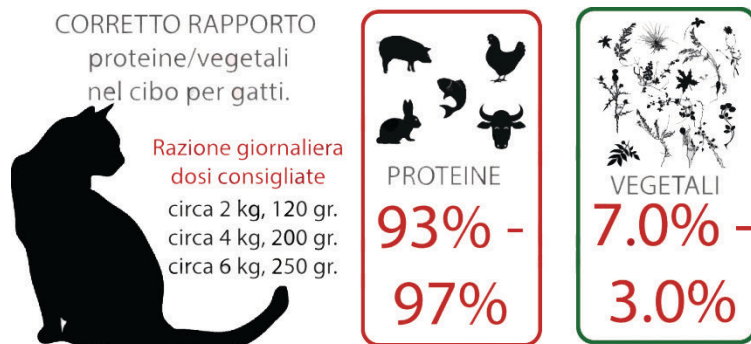 CORRETTO RAPPORTO
proteine/vegetali
nel cibo per gatti.
Razione giornaliera
dosi consigliate
circa 2 kg, 120 gr.
circa 4 kg, 200 gr.
circa 6 kg, 250 gr.
PROTEINE
93% -
97%
VEGETALI
7.0% -
3.0%